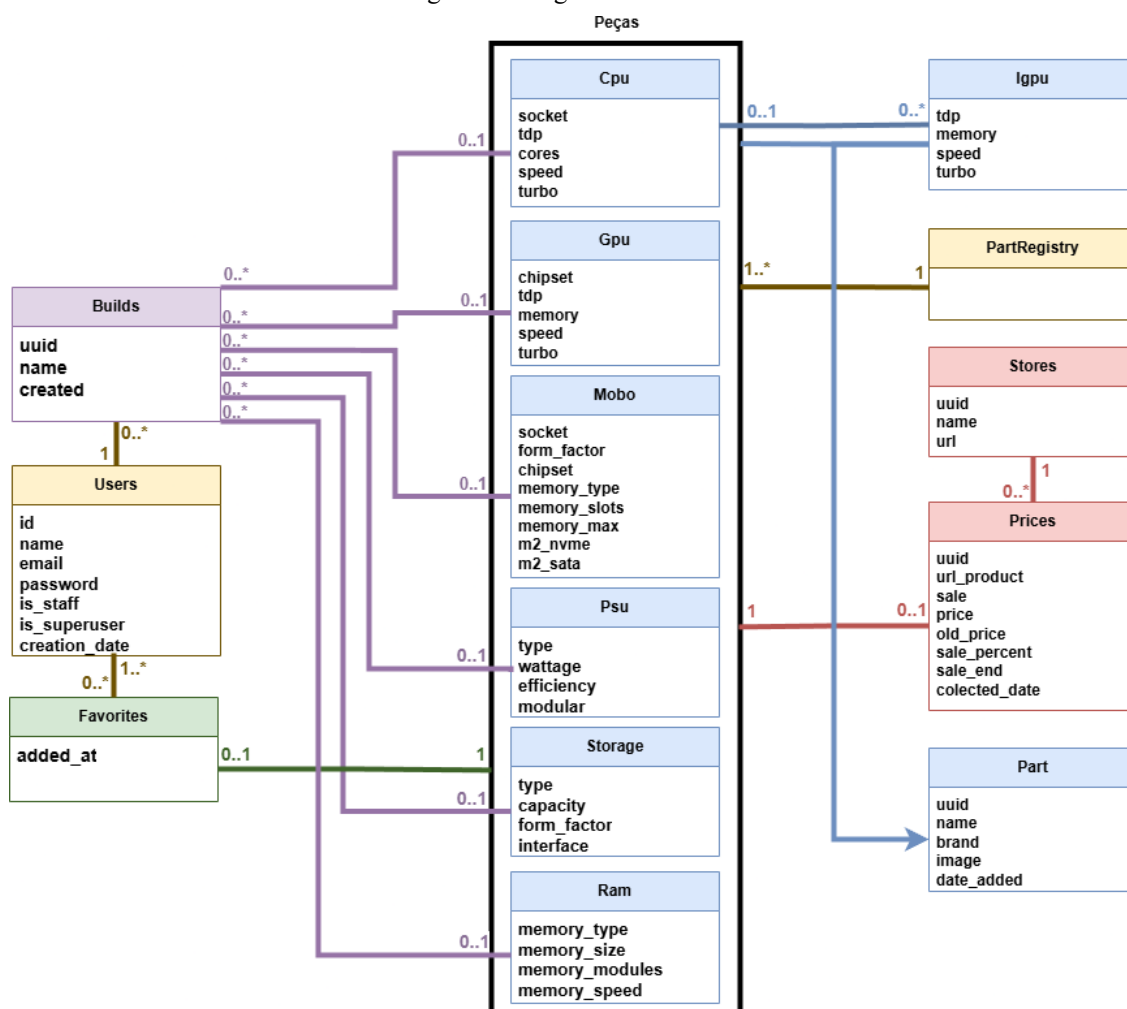 Peças
Cpu
socket
tdp
cores
speed
turbo
Igpu
tdp
memory
speed
turbo
0..1
0..1
0..*
Gpu
chipset
tdp
memory
speed
turbo
PartRegistry
1..*
1
0..*
0..1
Builds
uuid
name
created
0..*
0..*
0..*
0..*
0..*
Mobo
socket
form_factor
chipset
memory_type
memory_slots
memory_max
m2_nvme
m2_sata
0..1
Stores
uuid
name
url
1
0..*
0..*
1
Users
id
name
email
password
is_staff
is_superuser
creation_date
Prices
uuid
url_product
sale
price
old_price
sale_percent
sale_end
colected_date
1
0..1
Psu
type
wattage
efficiency
modular
0..1
1..*
0..*
Favorites
added_at
0..1
1
Storage
type
capacity
form_factor
interface
0..1
Part
uuid
name
brand
image
date_added
Ram
memory_type
memory_size
memory_modules
memory_speed
0..1